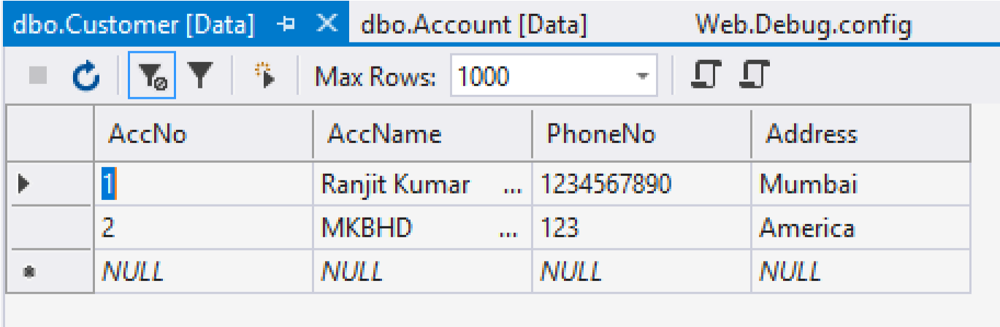 dbo.Customer [Data] dbo.Account [Data] Web.Debug.config
Max Rows: 1000
AccNo AccName PhoneNo Address
1 Ranjit Kumar ... 1234567890 Mumbai
2 MKBHD ... 123 America
NULL NULL NULL NULL